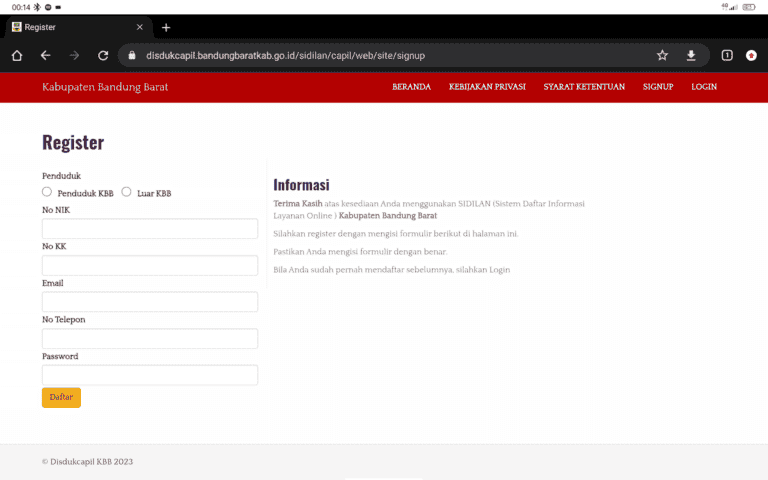 00:14
4G
Register
disdukcapil.bandungbaratkab.go.id/sidilan/capil/web/site/signup
1
Kabupaten Bandung Barat
BERANDA KEBIJAKAN PRIVASI SYARAT KETENTUAN SIGNUP LOGIN
Register
Penduduk
Penduduk KBB Luar KBB
No NIK
No KK
Email
No Telepon
Password
Daftar
Informasi
Terima Kasih atas kesediaan Anda menggunakan SIDILAN (Sistem Daftar Informasi
Layanan Online ) Kabupaten Bandung Barat
Silahkan register dengan mengisi formulir berikut di halaman ini.
Pastikan Anda mengisi formulir dengan benar.
Bila Anda sudah pernah mendaftar sebelumnya, silahkan Login
© Disdukcapil KBB 2023